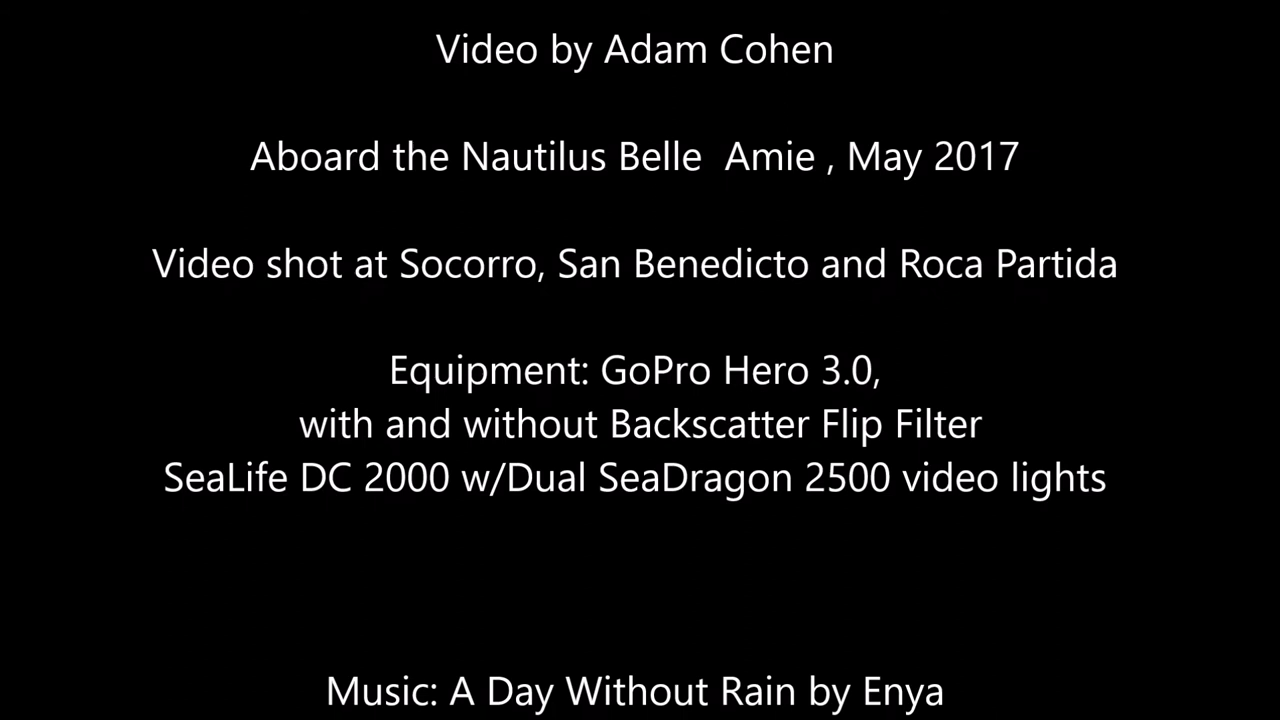 Video by Adam Cohen
Aboard the Nautilus Belle  Amie , May 2017
Video shot at Socorro, San Benedicto and Roca Partida
Equipment: GoPro Hero 3.0,
with and without Backscatter Flip Filter
SeaLife DC 2000 w/Dual SeaDragon 2500 video lights
Music: A Day Without Rain by Enya